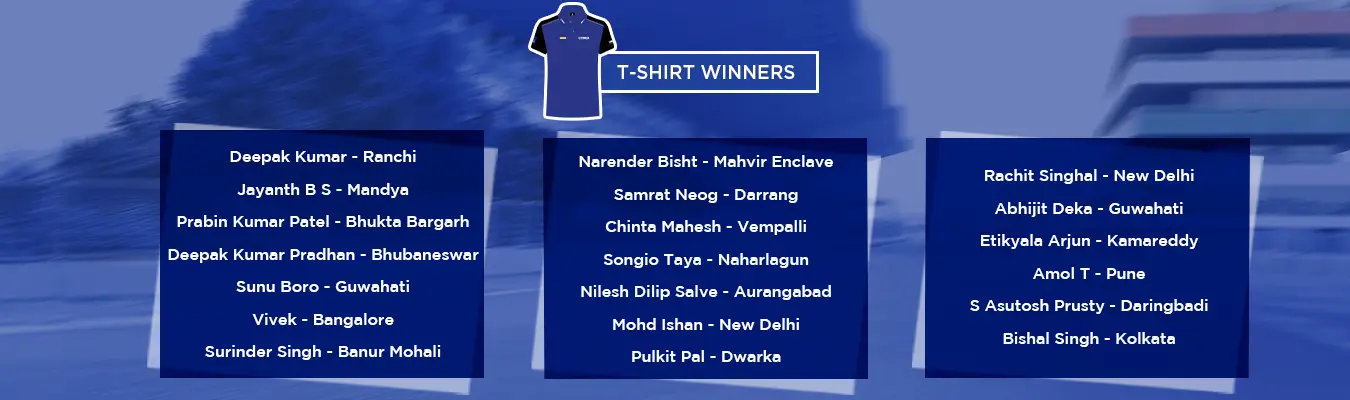 T-SHIRT WINNERS
Deepak Kumar - Ranchi
Jayanth B S - Mandya
Prabin Kumar Patel - Bhukta Bargarh
Deepak Kumar Pradhan - Bhubaneswar
Sunu Boro - Guwahati
Vivek - Bangalore
Surinder Singh - Banur Mohali
Narender Bisht - Mahvir Enclave
Samrat Neog - Darrang
Chinta Mahesh - Vempalli
Songio Taya - Naharlagun
Nilesh Dilip Salve - Aurangabad
Mohd Ishan - New Delhi
Pulkit Pal - Dwarka
Rachit Singhal - New Delhi
Abhijit Deka - Guwahati
Etikyala Arjun - Kamareddy
Amol T - Pune
S Asutosh Prusty - Daringbadi
Bishal Singh - Kolkata